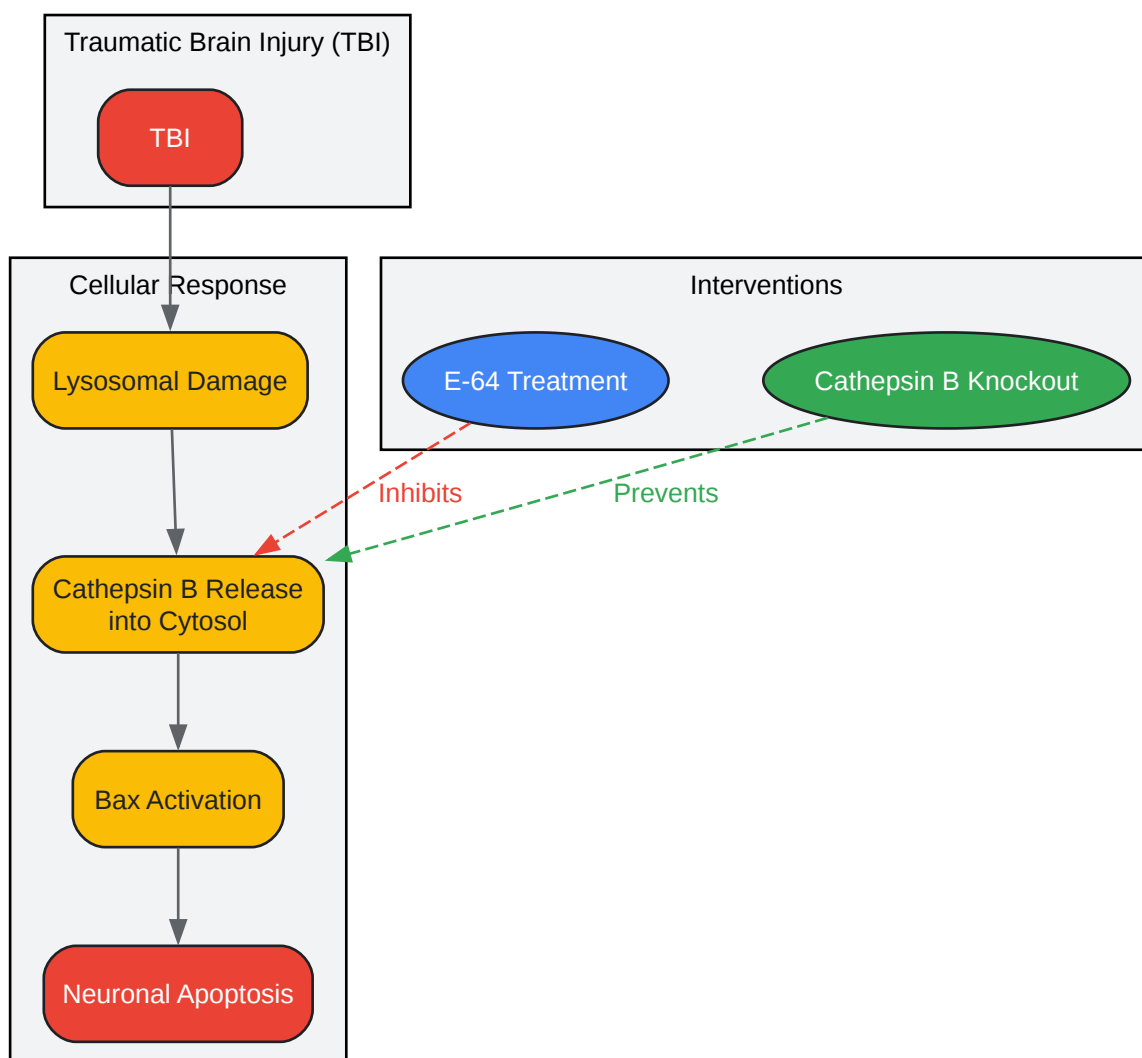 Traumatic Brain Injury (TBI)
TBI
Cellular Response
Interventions
Lysosomal Damage
E-64 Treatment
Cathepsin B Knockout
Inhibits
Prevents
Cathepsin B Release
into Cytosol
Bax Activation
Neuronal Apoptosis